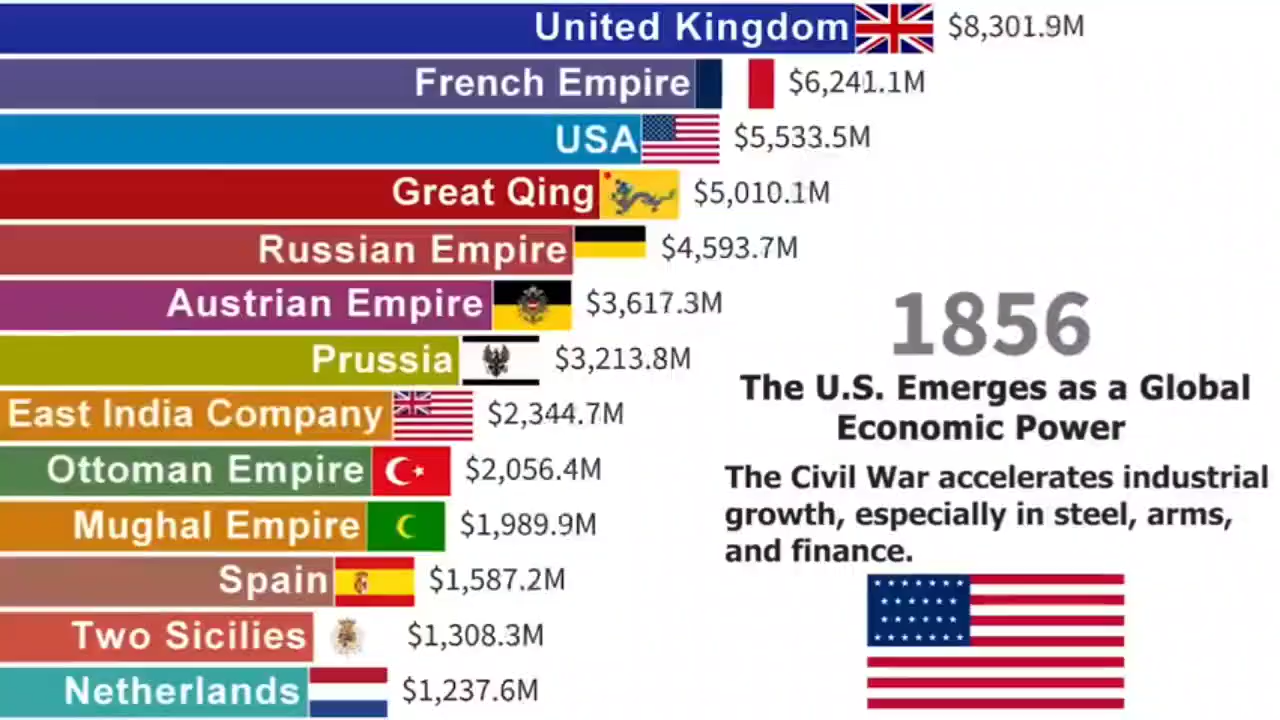 United Kingdom $8,301.9M
French Empire $6,241.1M
USA $5,533.5M
Great Qing $5,010.1M
Russian Empire $4,593.7M
Austrian Empire $3,617.3M
Prussia $3,213.8M
East India Company $2,344.7M
Ottoman Empire $2,056.4M
Mughal Empire $1,989.9M
Spain $1,587.2M
Two Sicilies $1,308.3M
Netherlands $1,237.6M
1856
The U.S. Emerges as a Global
Economic Power
The Civil War accelerates industrial
growth, especially in steel, arms,
and finance.